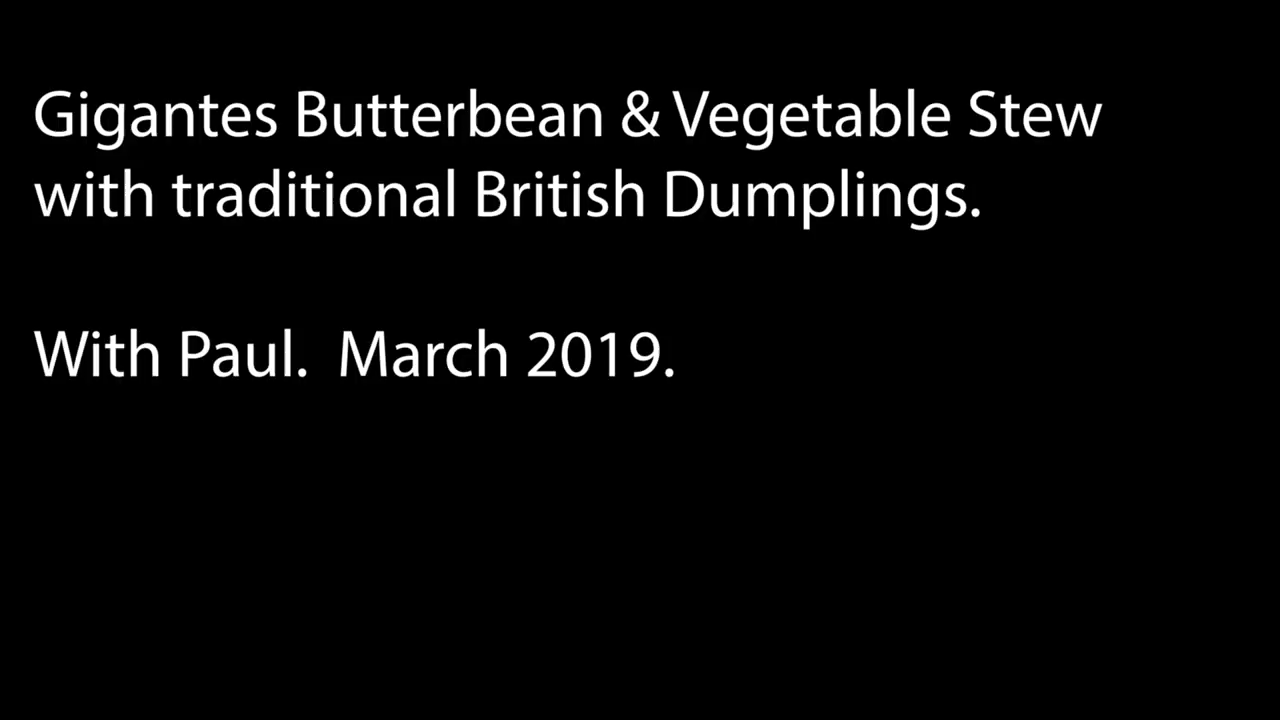 Gigantes Butterbean & Vegetable Stew
with traditional British Dumplings.
With Paul.  March 2019.